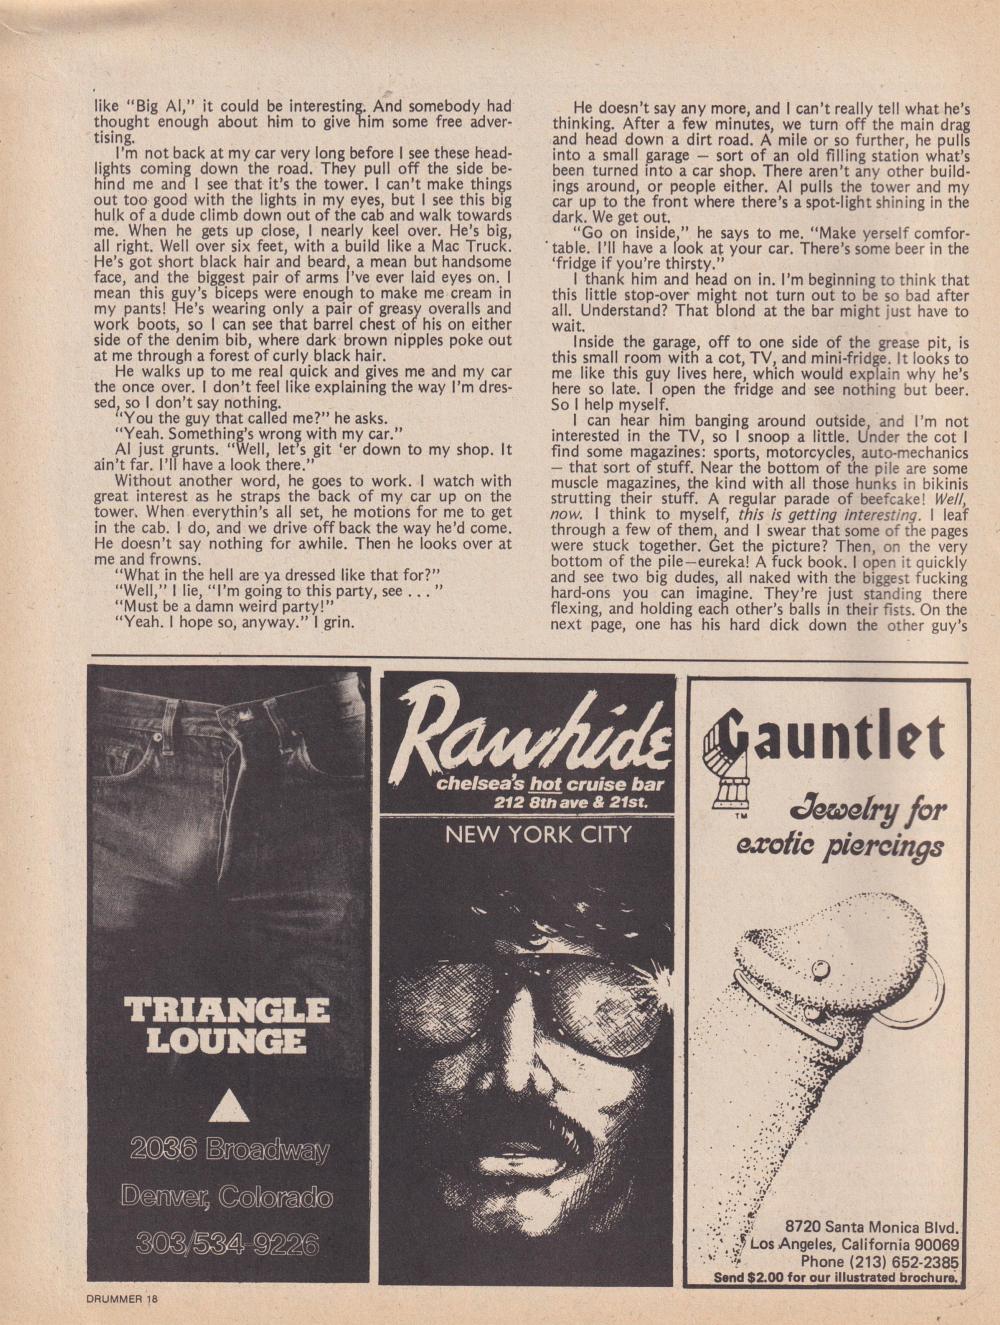 like “Big Al,” it could be interesting. And somebody had
thought enough about him to give him some free adver-
tising.
I’m not back at my car very long before I see these head-
lights coming down the road. They pull off the side be-
hind me and I see that it’s the tower. I can’t make things
out too good with the lights in my eyes, but I see this big
hulk of a dude climb down out of the cab and walk towards
me. When he gets up close, I nearly keel over. He’s big,
all right. Well over six feet, with a build like a Mac Truck.
He’s got short black hair and beard, a mean but handsome
face, and the biggest pair of arms I’ve ever laid eyes on. I
mean this guy’s biceps were enough to make me cream in
my pants! He’s wearing only a pair of greasy overalls and
work boots, so I can see that barrel chest of his on either
side of the denim bib, where dark brown nipples poke out
at me through a forest of curly black hair.
He walks up to me real quick and gives me and my car
the once over. I don’t feel like explaining the way I’m dres-
sed, so I don’t say nothing.
“You the guy that called me?” he asks.
“Yeah. Something’s wrong with my car.”
Al just grunts. “Well, let’s git ’er down to my shop. It
ain’t far. I’ll have a look there.”
Without another word, he goes to work. I watch with
great interest as he straps the back of my car up on the
tower. When everythin’s all set, he motions for me to get
in the cab. I do, and we drive off back the way he’d come.
He doesn’t say nothing for awhile. Then he looks over at
me and frowns.
“What in the hell are ya dressed like that for?”
“Well,” I lie, “I’m going to this party, see . . . ”
“Must be a damn weird party!”
“Yeah. I hope so, anyway.” I grin.
He doesn’t say any more, and I can’t really tell what he’s
thinking. After a few minutes, we turn off the main drag
and head down a dirt road. A mile or so further, he pulls
into a small garage — sort of an old filling station what’s
been turned into a car shop. There aren’t any other build-
ings around, or people either. Al pulls the tower and my
car up to the front where there’s a spot-light shining in the
dark. We get out.
“Go on inside,” he says to me. “Make yerself comfor-
table. I’ll have a look at your car. There’s some beer in the
‘fridge if you’re thirsty.”
I thank him and head on in. I’m beginning to think that
this little stop-over might not turn out to be so bad after
all. Understand? That blond at the bar might just have to
wait.
Inside the garage, off to one side of the grease pit, is
this small room with a cot, TV, and mini-fridge. It looks to
me like this guy lives here, which would explain why he’s
here so late. I open the fridge and see nothing but beer.
So I help myself.
I can hear him banging around outside, and I’m not
interested in the TV, so I snoop a little. Under the cot I
find some magazines: sports, motorcycles, auto-mechanics
— that sort of stuff. Near the bottom of the pile are some
muscle magazines, the kind with all those hunks in bikinis
strutting their stuff. A regular parade of beefcake! Well,
now. I think to myself, this is getting interesting. I leaf
through a few of them, and I swear that some of the pages
were stuck together. Get the picture? Then, on the very
bottom of the pile—eureka! A fuck book. I open it quickly
and see two big dudes, all naked with the biggest fucking
hard-ons you can imagine. They’re just standing there
flexing, and holding each other’s balls in their fists. On the
next page, one has his hard dick down the other guy’s
TRIANGLE
LOUNGE
2036 Broadway
Denver, Colorado
303/534-9226
Rawhide
chelsea’s hot cruise bar
212 8th ave & 21st.
NEW YORK CITY
Gauntlet
TM
Jewelry for
exotic piercings
8720 Santa Monica Blvd.
Los Angeles, California 90069
Phone (213) 652-2385
Send $2.00 for our illustrated brochure.
DRUMMER 18